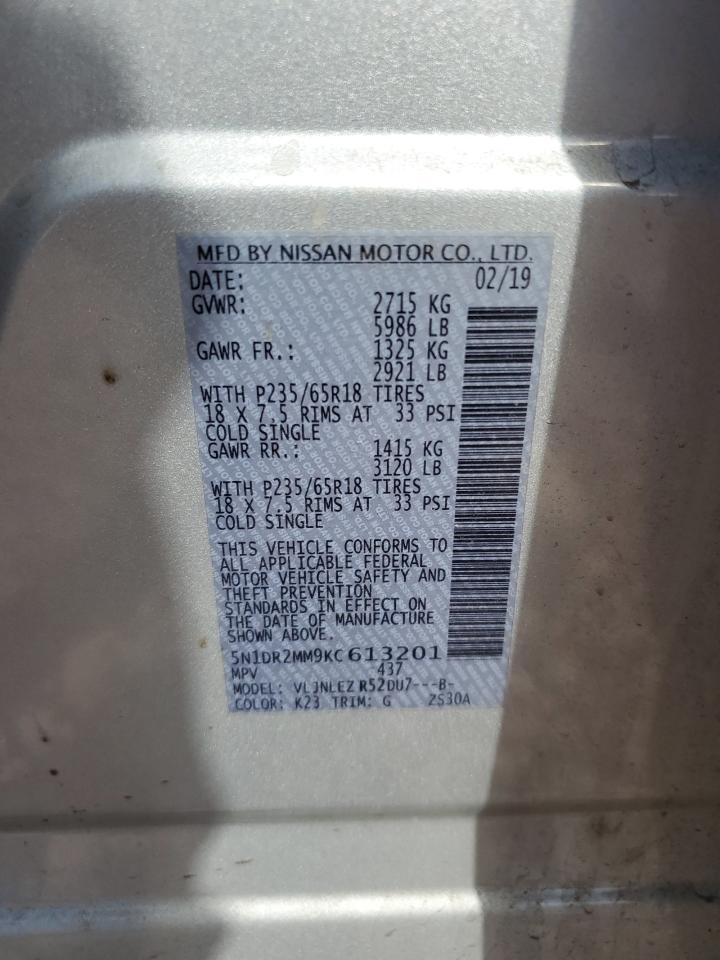 MFD BY NISSAN MOTOR CO., LTD.
DATE: 02/19
GVWR: 2715 KG
5986 LB
GAWR FR.: 1325 KG
2921 LB
WITH P235/65R18 TIRES
18 X 7.5 RIMS AT 33 PSI
COLD SINGLE
GAWR RR.: 1415 KG
3120 LB
WITH P235/65R18 TIRES
18 X 7.5 RIMS AT 33 PSI
COLD SINGLE
THIS VEHICLE CONFORMS TO
ALL APPLICABLE FEDERAL
MOTOR VEHICLE SAFETY AND
THEFT PREVENTION
STANDARDS IN EFFECT ON
THE DATE OF MANUFACTURE
SHOWN ABOVE.
5N1DR2MM9KC613201
MPV 437
MODEL: VLJNLEZ R52DU7---B-
COLOR: K23 TRIM: G ZS30A